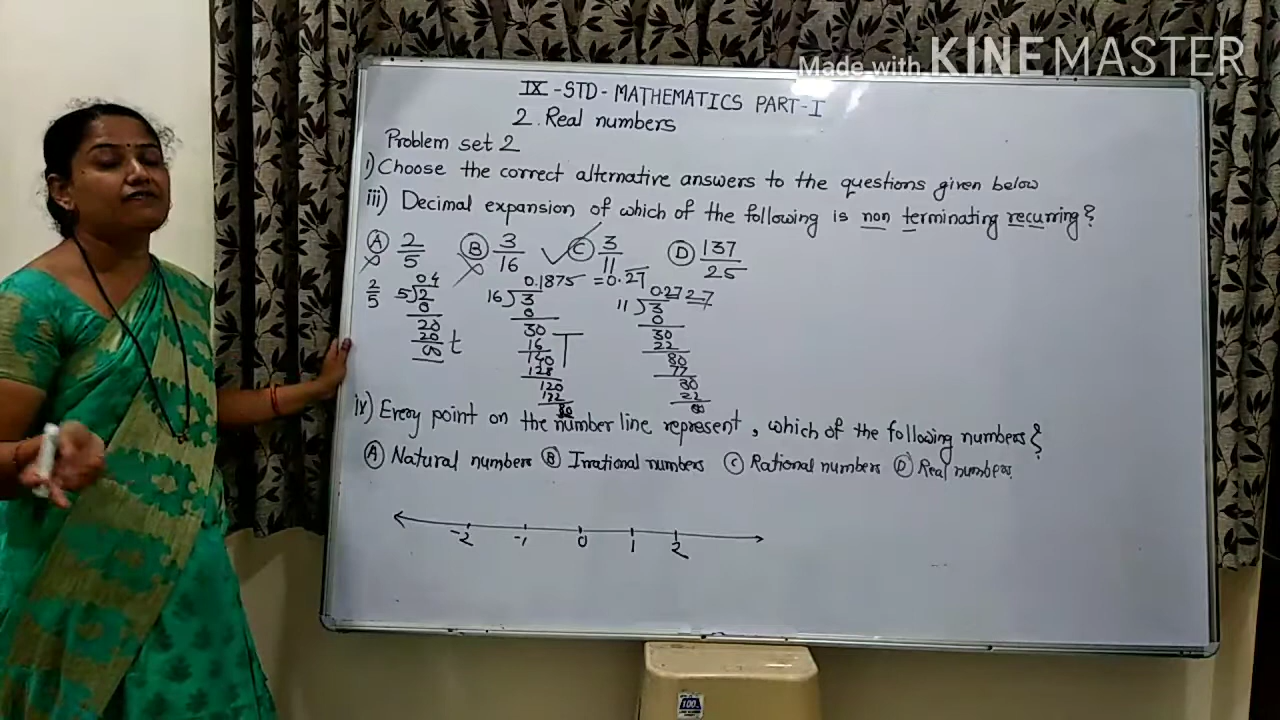 Made with KINEMASTER
IX - STD - MATHEMATICS PART - I
2. Real numbers
Problem set 2
i) Choose the correct alternative answers to the questions given below
iii) Decimal expansion of which of the following is non terminating recurring?
A 2/5 B 3/16 ✓ C 3/11 D 137/25
2/5 5)2 04 16)3 0.1875 = 0.27̅ 11)3 0.2727
0 0 0
20 30 30
20 16 22
00 t 140 T 80
128 77
120 30
112 22
80 80
iv) Every point on the number line represent, which of the following numbers?
A Natural numbers B Irrational numbers C Rational numbers D Real numbers.
-2 -1 0 1 2
100